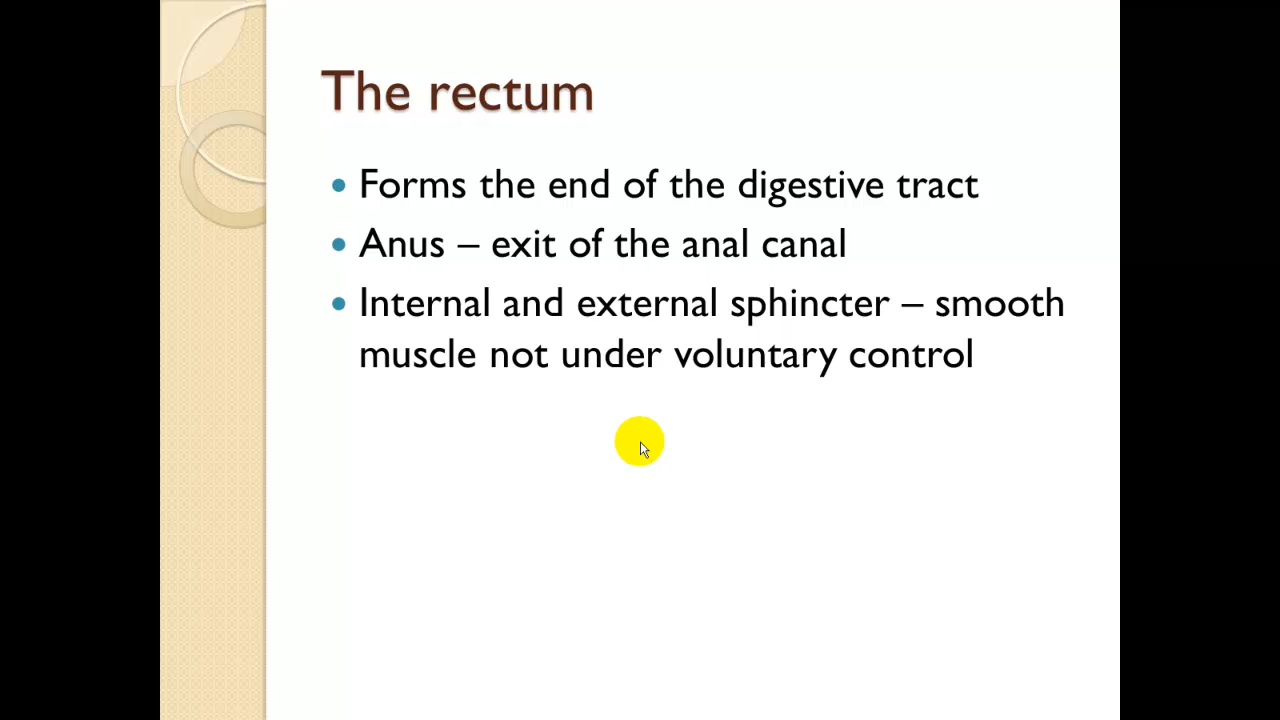 The rectum
• Forms the end of the digestive tract
• Anus – exit of the anal canal
• Internal and external sphincter – smooth
muscle not under voluntary control